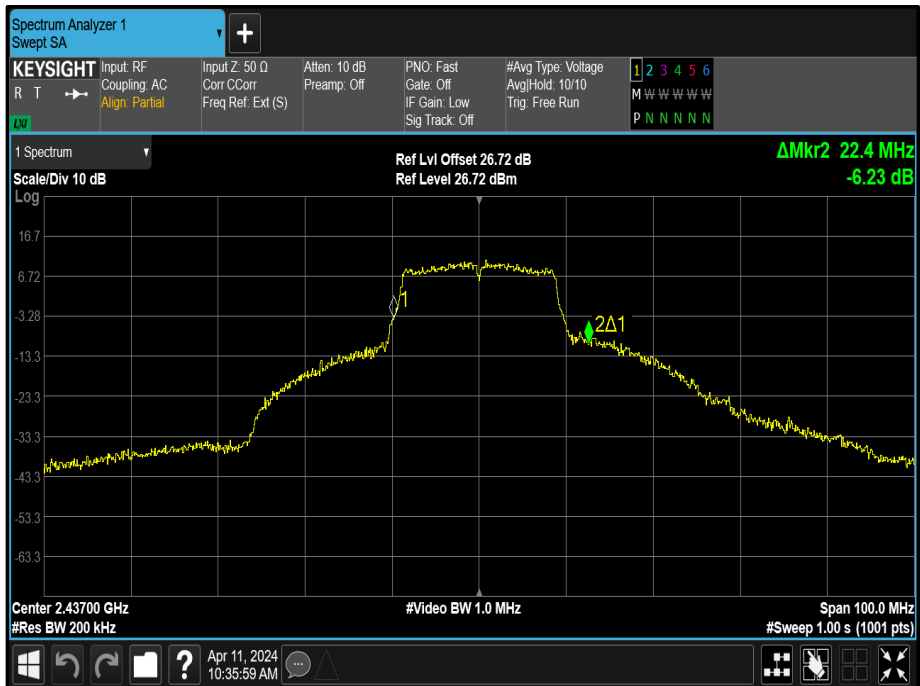 Spectrum Analyzer 1
Swept SA
KEYSIGHT
R T
LXI
Input: RF
Coupling: AC
Align: Partial
Input Z: 50 Ω
Corr CCorr
Freq Ref: Ext (S)
Atten: 10 dB
Preamp: Off
PNO: Fast
Gate: Off
IF Gain: Low
Sig Track: Off
#Avg Type: Voltage
Avg|Hold: 10/10
Trig: Free Run
1 2 3 4 5 6
M W W W W W
P N N N N N
1 Spectrum
Scale/Div 10 dB
Log
Ref Lvl Offset 26.72 dB
Ref Level 26.72 dBm
ΔMkr2 22.4 MHz
-6.23 dB
16.7
6.72
-3.28
-13.3
-23.3
-33.3
-43.3
-53.3
-63.3
1
2Δ1
Center 2.43700 GHz
#Res BW 200 kHz
#Video BW 1.0 MHz
Span 100.0 MHz
#Sweep 1.00 s (1001 pts)
?
Apr 11, 2024
10:35:59 AM